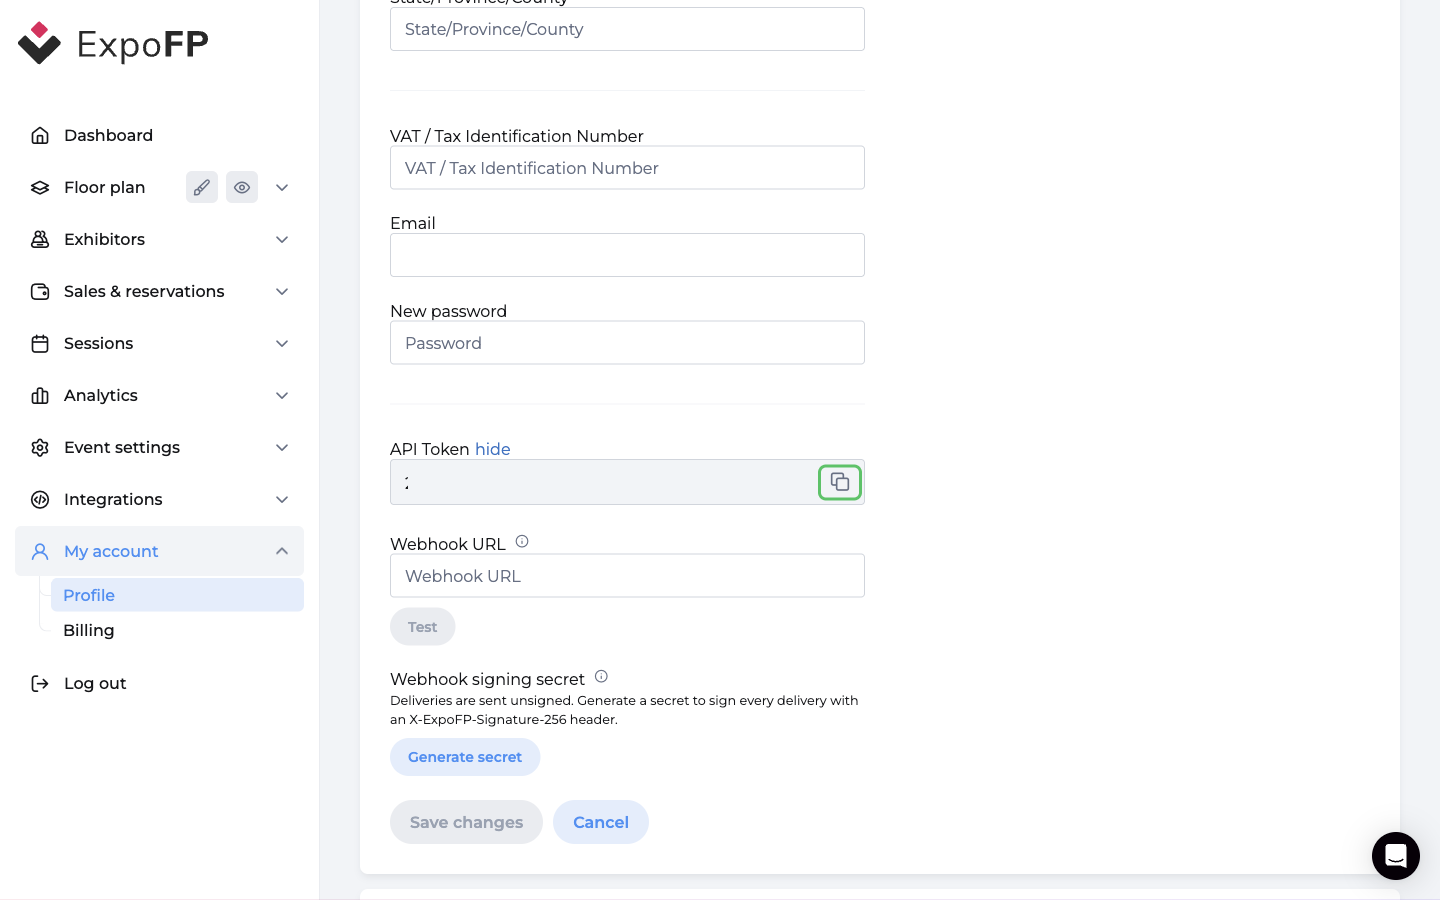 ExpoFP
Dashboard
Floor plan
Exhibitors
Sales & reservations
Sessions
Analytics
Event settings
Integrations
My account
Profile
Billing
Log out
State/Province/County
State/Province/County
VAT / Tax Identification Number
VAT / Tax Identification Number
Email
New password
Password
API Token hide
Webhook URL
Webhook URL
Test
Webhook signing secret
Deliveries are sent unsigned. Generate a secret to sign every delivery with
an X-ExpoFP-Signature-256 header.
Generate secret
Save changes
Cancel